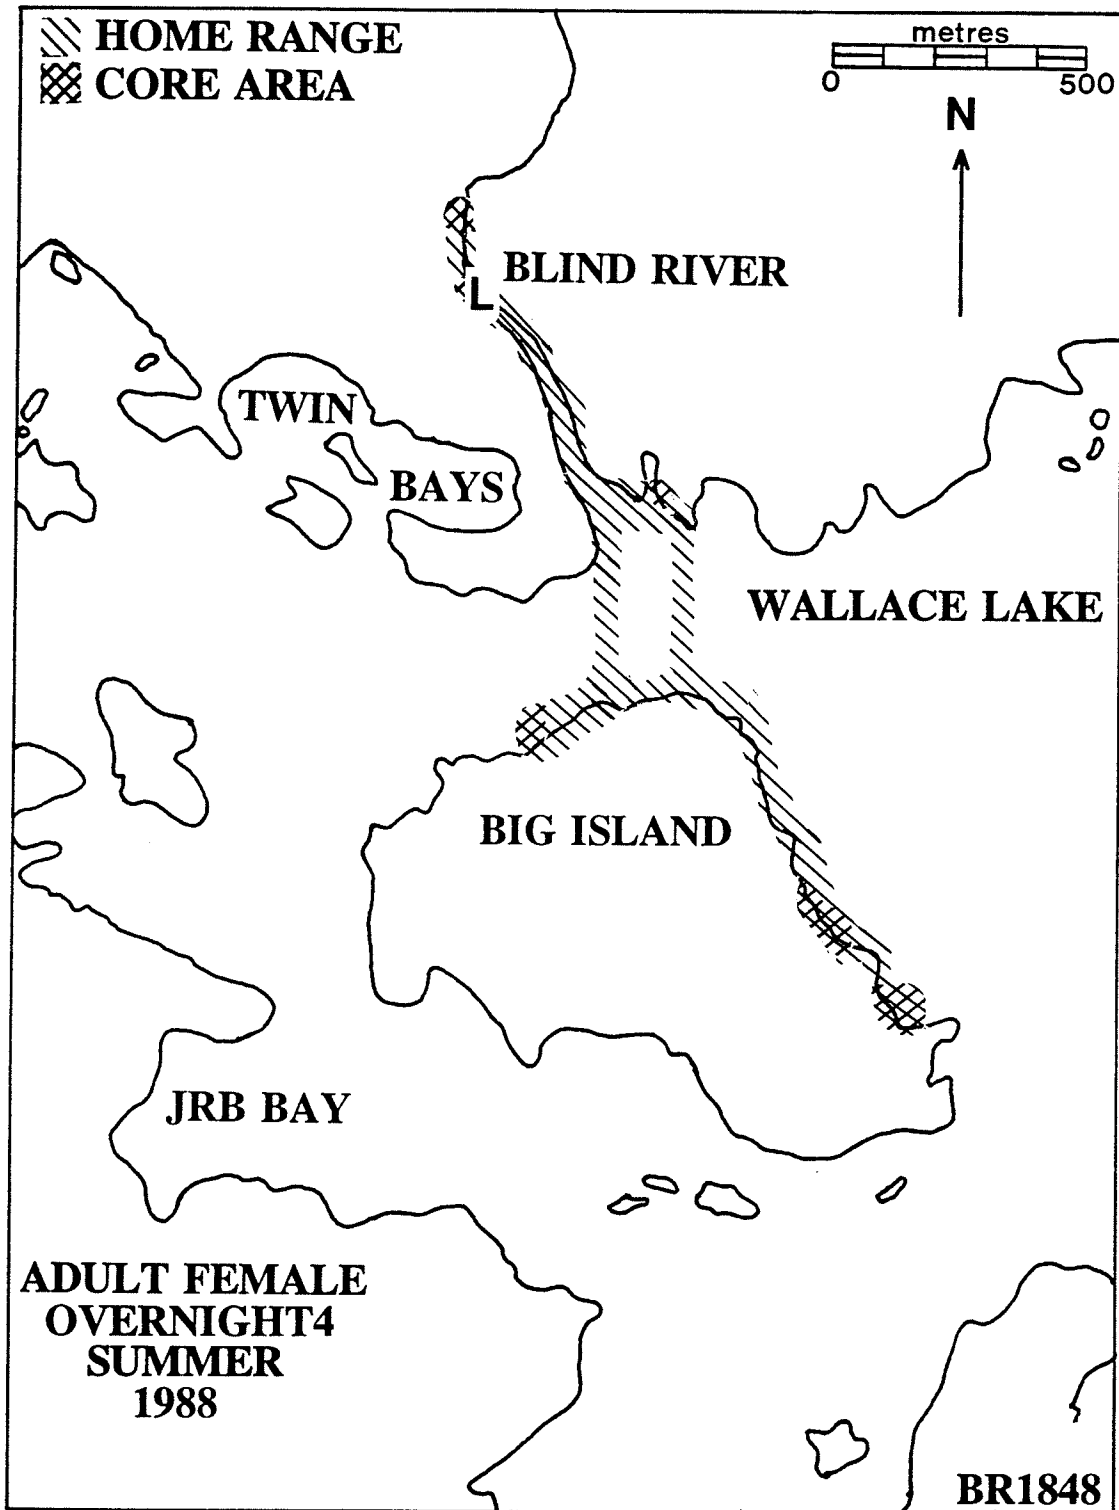 HOME RANGE
CORE AREA
metres
0 500
N
BLIND RIVER
L
TWIN
BAYS
WALLACE LAKE
BIG ISLAND
JRB BAY
ADULT FEMALE
OVERNIGHT4
SUMMER
1988
BR1848